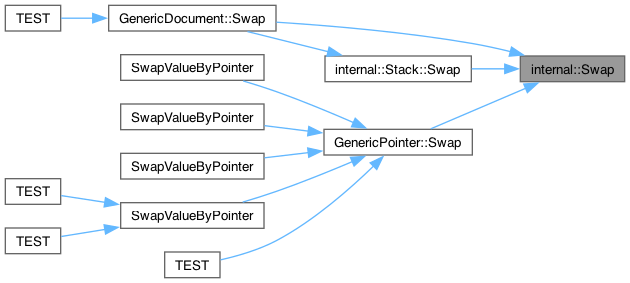 TEST
GenericDocument::Swap
SwapValueByPointer
internal::Stack::Swap
internal::Swap
SwapValueByPointer
GenericPointer::Swap
SwapValueByPointer
TEST
SwapValueByPointer
TEST
TEST